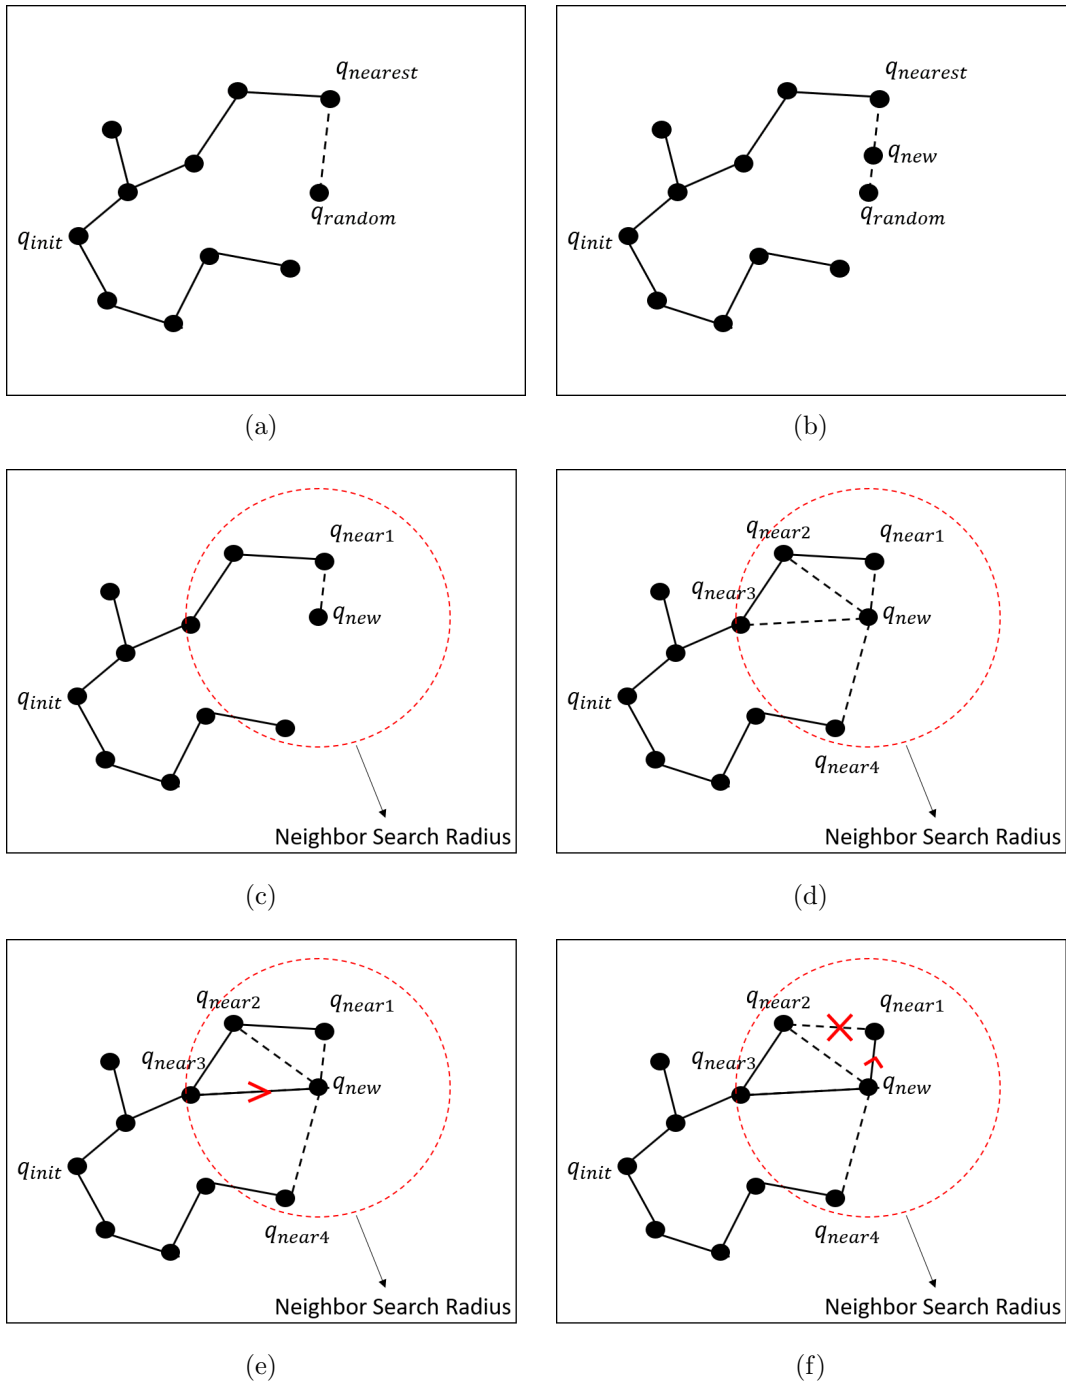 q_nearest
q_random
q_init
(a)
q_nearest
q_new
q_random
q_init
(b)
q_near1
q_new
q_init
Neighbor Search Radius
(c)
q_near2
q_near1
q_near3
q_new
q_init
q_near4
Neighbor Search Radius
(d)
q_near2
q_near1
q_near3
q_new
q_init
q_near4
Neighbor Search Radius
(e)
q_near2
q_near1
q_near3
q_new
q_init
q_near4
Neighbor Search Radius
(f)